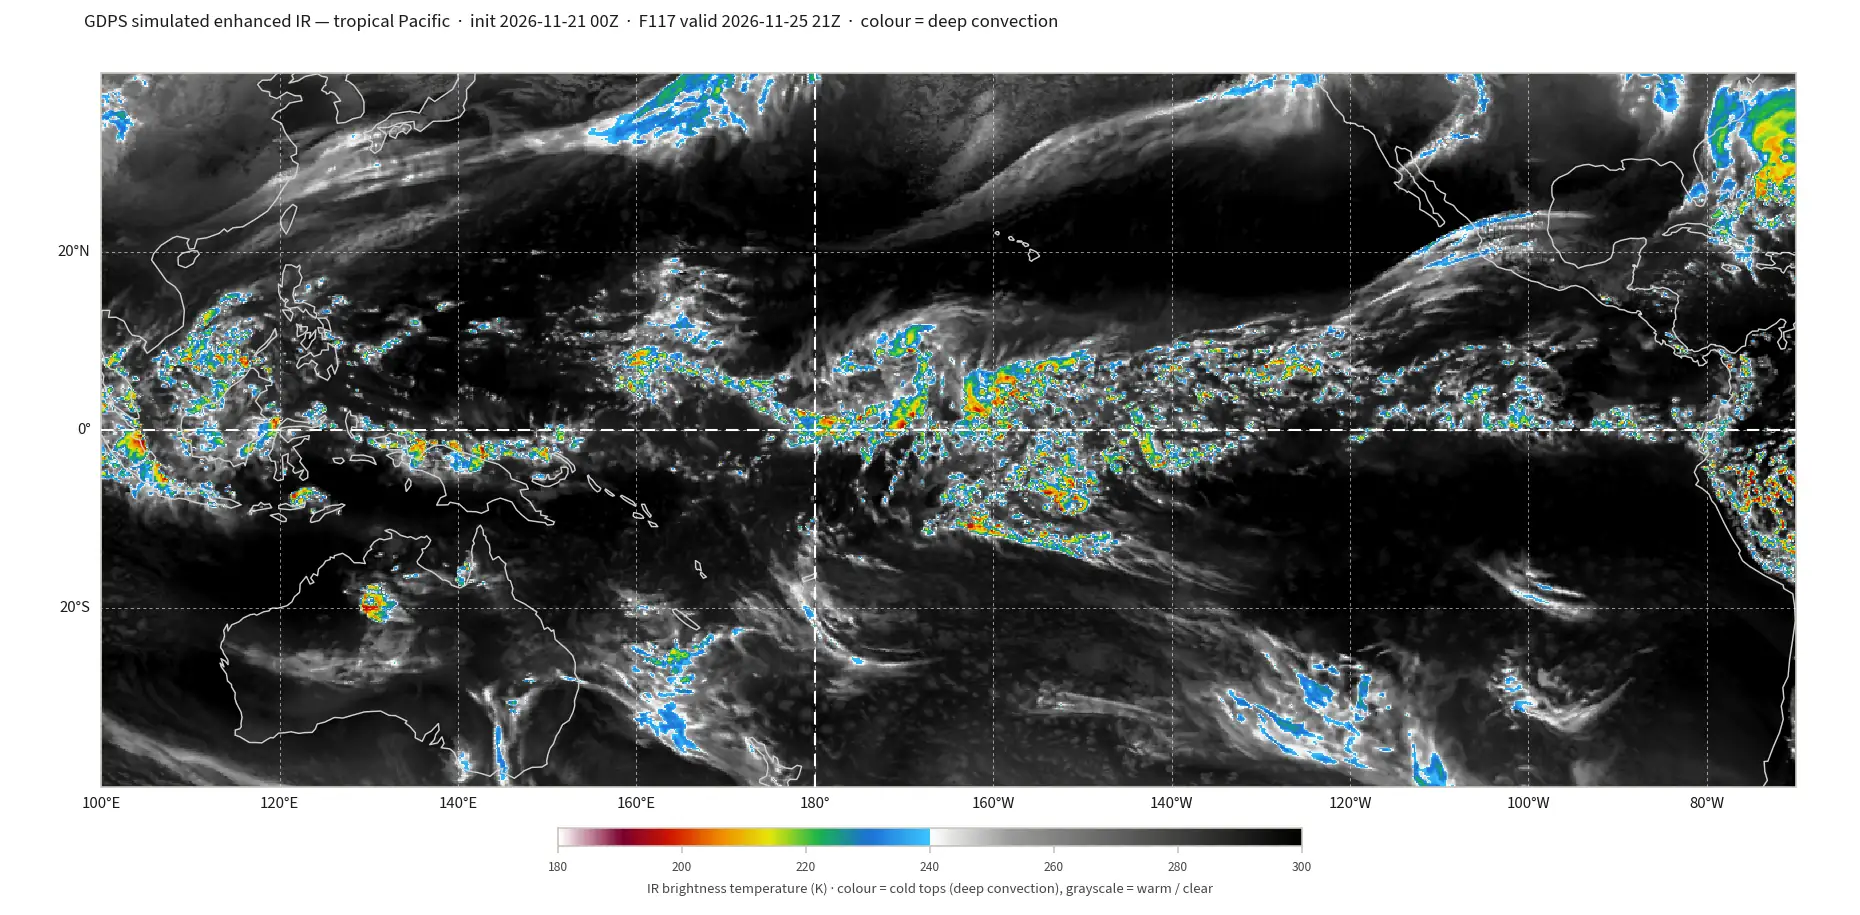 GDPS simulated enhanced IR — tropical Pacific · init 2026-11-21 00Z · F117 valid 2026-11-25 21Z · colour = deep convection
20°N
0°
20°S
100°E 120°E 140°E 160°E 180° 160°W 140°W 120°W 100°W 80°W
180 200 220 240 260 280 300
IR brightness temperature (K) · colour = cold tops (deep convection), grayscale = warm / clear